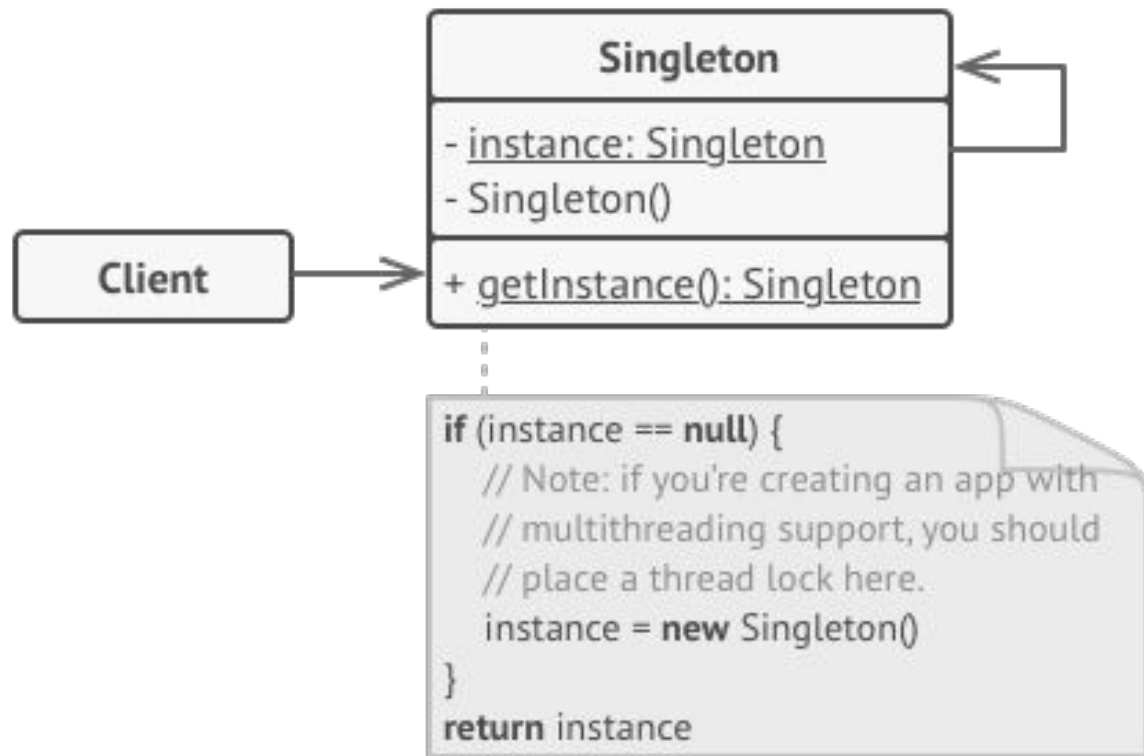 Singleton
- instance: Singleton
- Singleton()
Client
+ getInstance(): Singleton
if (instance == null) {
// Note: if you're creating an app with
// multithreading support, you should
// place a thread lock here.
instance = new Singleton()
}
return instance